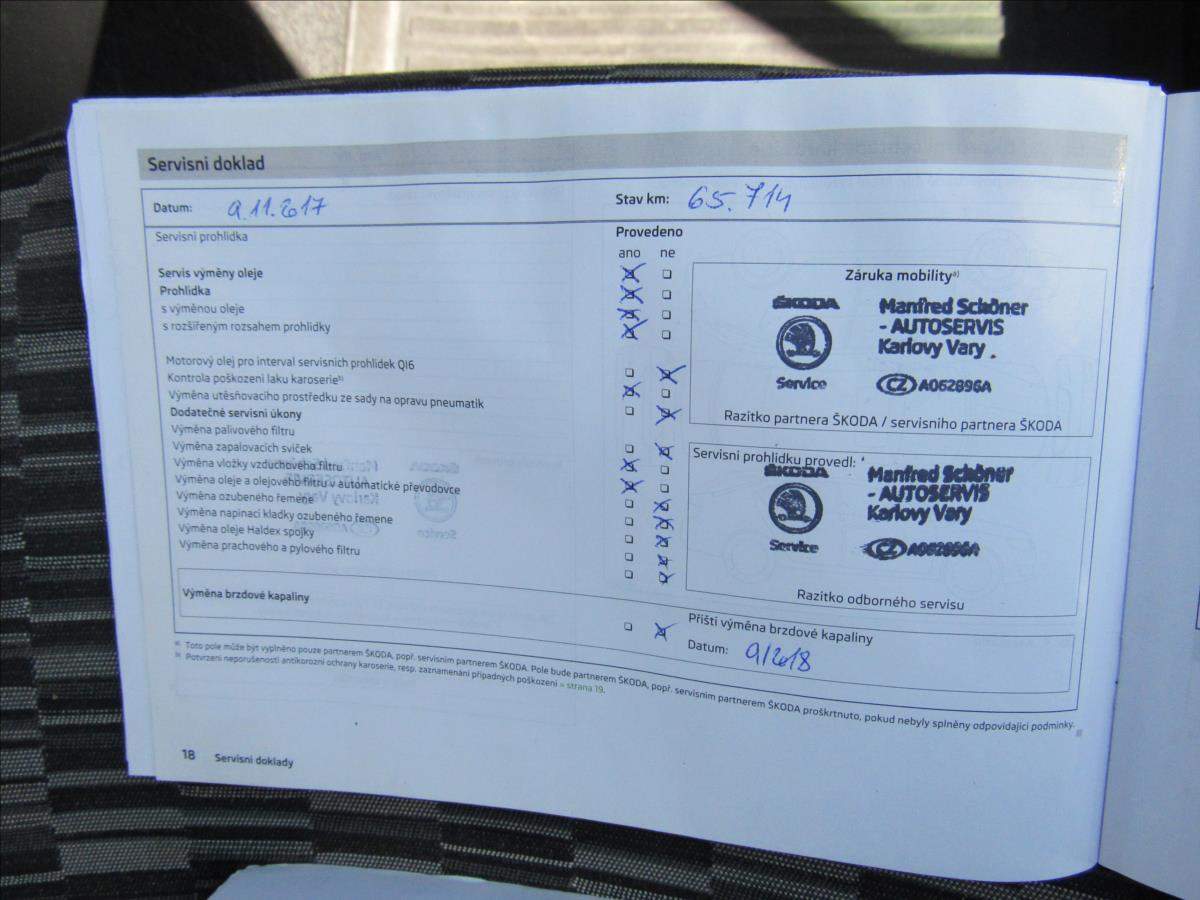 Servisní doklad
Datum: 9.11.2017 Stav km: 65.714
Servisní prohlídka Provedeno
ano ne
Servis výměny oleje
Prohlídka
s výměnou oleje
s rozšířeným rozsahem prohlídky
Motorový olej pro interval servisních prohlídek QI6
Kontrola poškození laku karoserie b)
Výměna utěsňovacího prostředku ze sady na opravu pneumatik
Dodatečné servisní úkony
Výměna palivového filtru
Výměna zapalovacích svíček
Výměna vložky vzduchového filtru
Výměna oleje a olejového filtru v automatické převodovce
Výměna ozubeného řemene
Výměna napínací kladky ozubeného řemene
Výměna oleje Haldex spojky
Výměna prachového a pylového filtru
Výměna brzdové kapaliny
Záruka mobility a)
ŠKODA
Service
Manfred Schöner
- AUTOSERVIS
Karlovy Vary
CZ A062896A
Razítko partnera ŠKODA / servisního partnera ŠKODA
Servisní prohlídku provedl:
ŠKODA
Service
Manfred Schöner
- AUTOSERVIS
Karlovy Vary
CZ A062896A
Razítko odborného servisu
Příští výměna brzdové kapaliny
Datum: 9/2018
a) Toto pole může být vyplněno pouze partnerem ŠKODA, popř. servisním partnerem ŠKODA. Pole bude partnerem ŠKODA, popř. servisním partnerem ŠKODA proškrtnuto, pokud nebyly splněny odpovídající podmínky.
b) Potvrzení neporušenosti antikorozní ochrany karoserie, resp. zaznamenání případných poškození » strana 19.
18 Servisní doklady